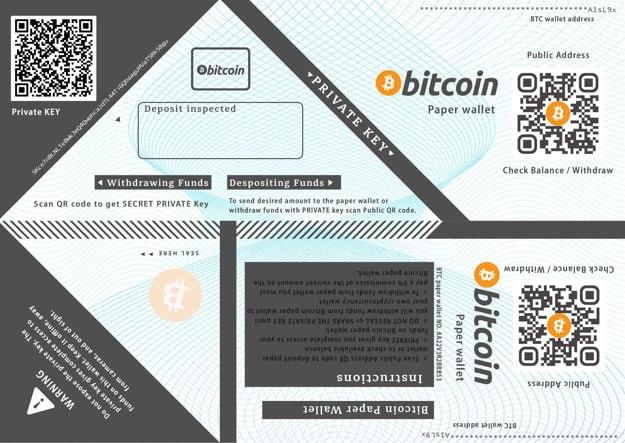 A1sL9x
BTC wallet address
Public Address
Private KEY
bitcoin
Deposit inspected
PRIVATE KEY
bitcoin
Paper wallet
Check Balance / Withdraw
Withdrawing Funds
Despositing Funds
Scan QR code to get SECRET PRIVATE Key
To send desired amount to the paper wallet or
withdraw funds with PRIVATE key scan Public QR code.
SEAL HERE
WARNING
Do not expose the private key, The
private key gives complete access to
funds on this wallet. Keep it offline away
from cameras, and out of sight.
Bitcoin Paper Wallet
Instructions
> Scan Public Address QR code to deposit paper
wallet or to check available balance.
> PRIVATE key gives you complete access to your
funds on bitcoin paper wallet.
> DO NOT REVEAL or SHARE THE PRIVATE KEY until
you will withdraw funds from bitcoin paper wallet to
your own cryptocurrency wallet.
> To withdraw funds from paper wallet you must
pay a 5% commission of the current amount on the
Bitcoin paper wallet.
BTC paper wallet NO.
bitcoin
Paper wallet
Check Balance / Withdraw
Public Address
BTC wallet address
A1sL9x